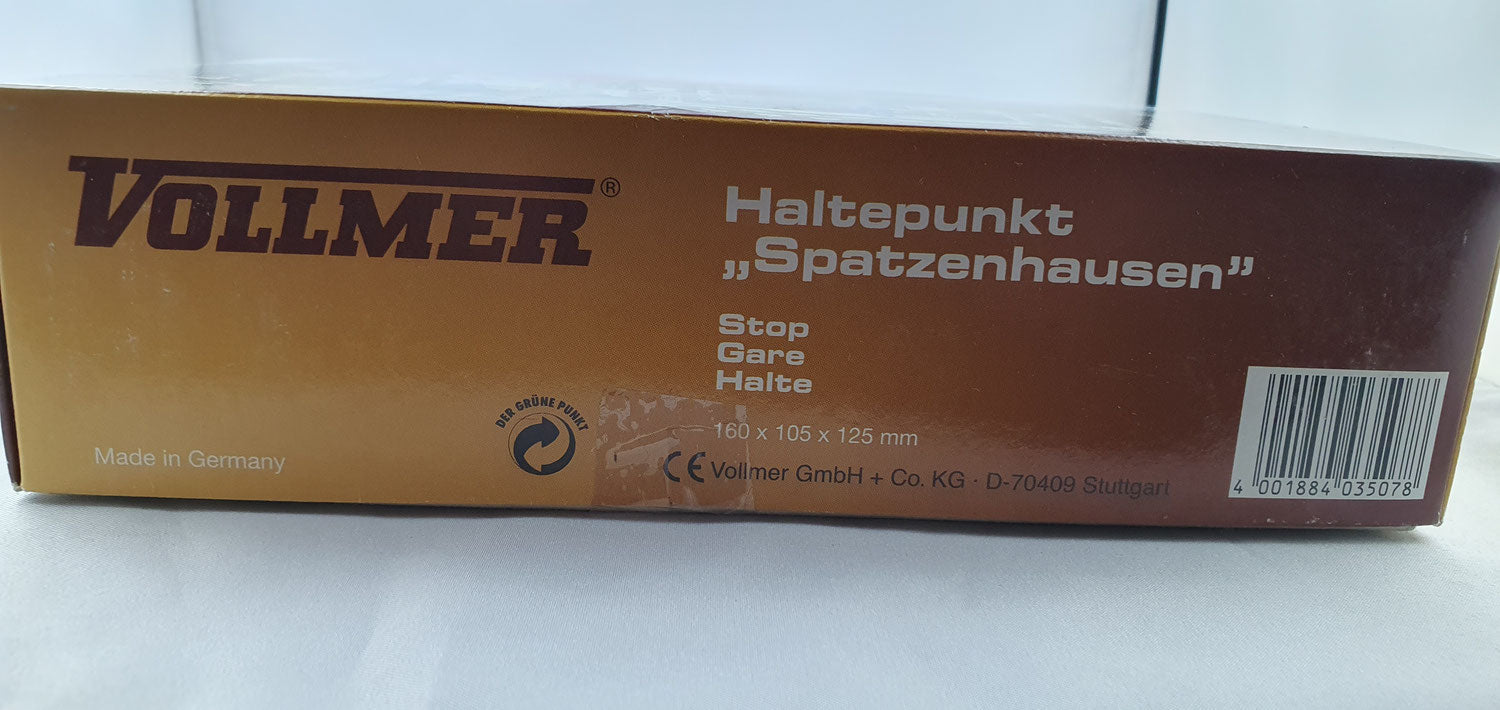 VOLLMER®
Haltepunkt
„Spatzenhausen”
Stop
Gare
Halte
160 x 105 x 125 mm
CE Vollmer GmbH + Co. KG · D-70409 Stuttgart
DER GRÜNE PUNKT
Made in Germany
4 001884 035078